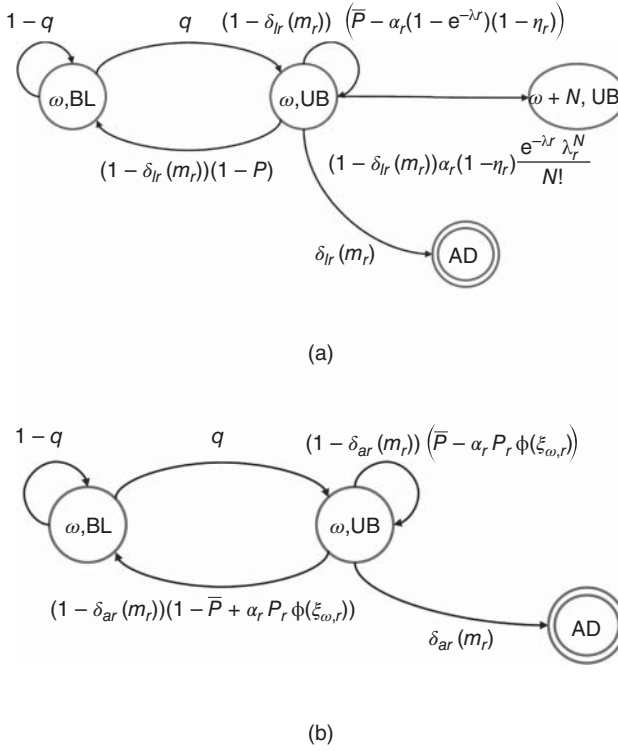 1 − q
q
(1 − δ_lr (m_r)) (P̅ − α_r(1 − e^−λr)(1 − η_r))
ω,BL
ω,UB
ω + N, UB
(1 − δ_lr (m_r))(1 − P)
(1 − δ_lr (m_r))α_r(1 −η_r) e^−λr λ_r^N / N!
δ_lr (m_r)
AD
(a)
1 − q
q
(1 − δ_ar (m_r)) (P̅ − α_r P_r ϕ(ξ_ω,r))
ω,BL
ω,UB
(1 − δ_ar (m_r))(1 − P̅ + α_r P_r ϕ(ξ_ω,r))
δ_ar (m_r)
AD
(b)